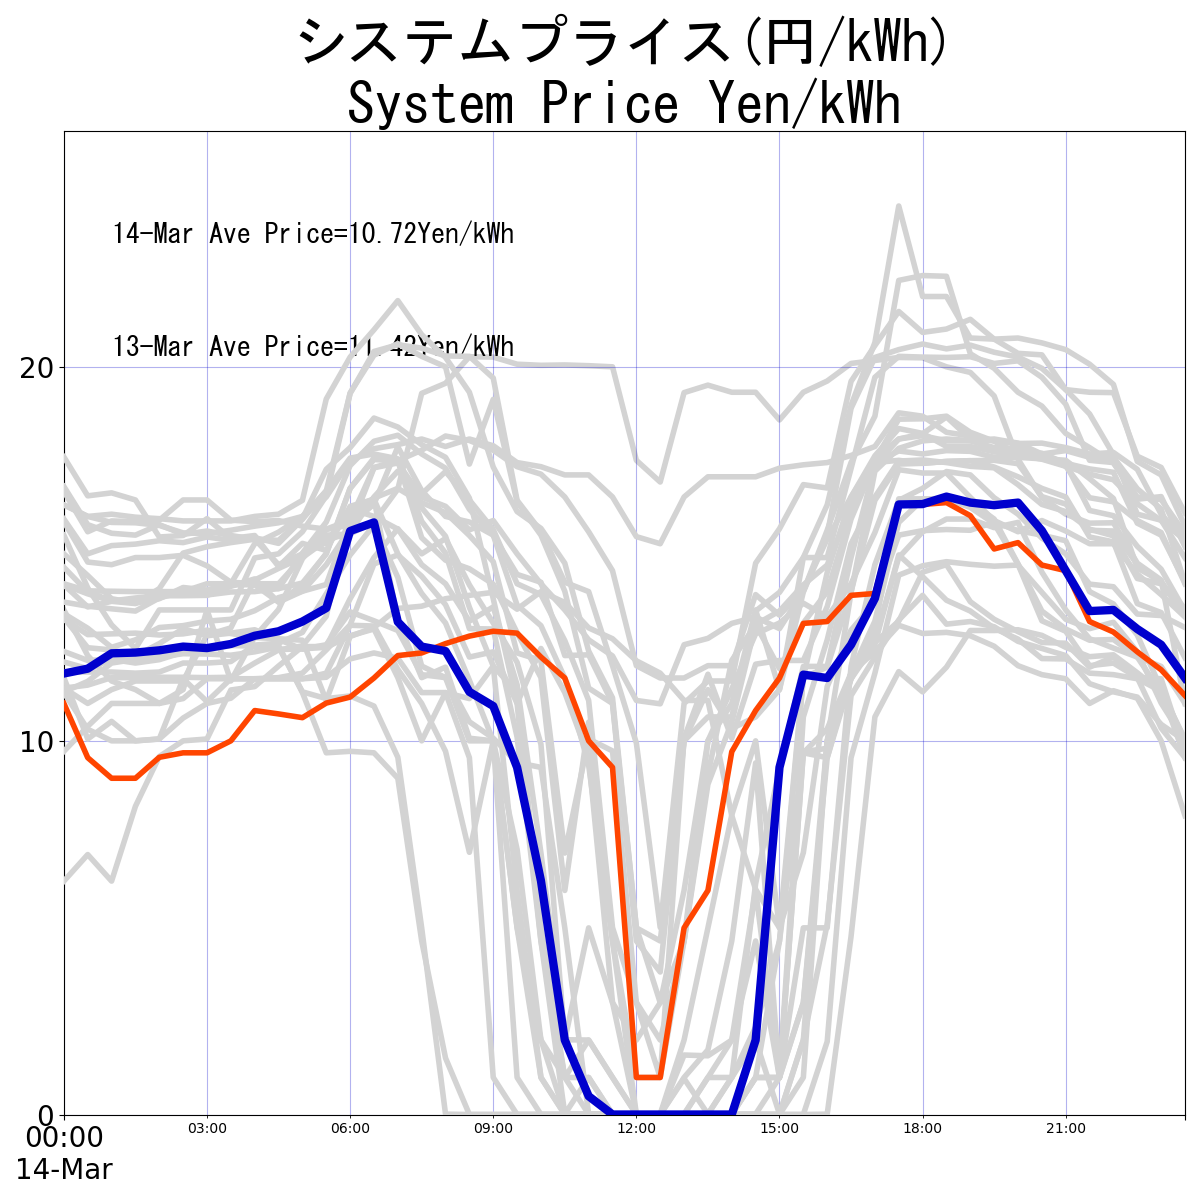 システムプライス(円/kWh)
System Price Yen/kWh
14-Mar Ave Price=10.72Yen/kWh
13-Mar Ave Price=11.42Yen/kWh
20
10
0
00:00 03:00 06:00 09:00 12:00 15:00 18:00 21:00
14-Mar